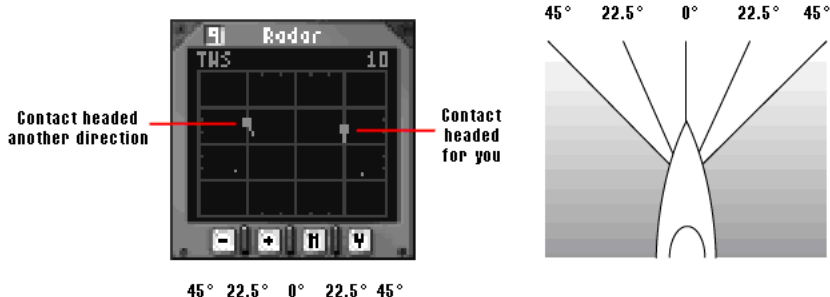 45° 22.5° 0° 22.5° 45°
Radar
TWS 10
Contact headed
another direction
Contact
headed
for you
- + M Y
45° 22.5° 0° 22.5° 45°